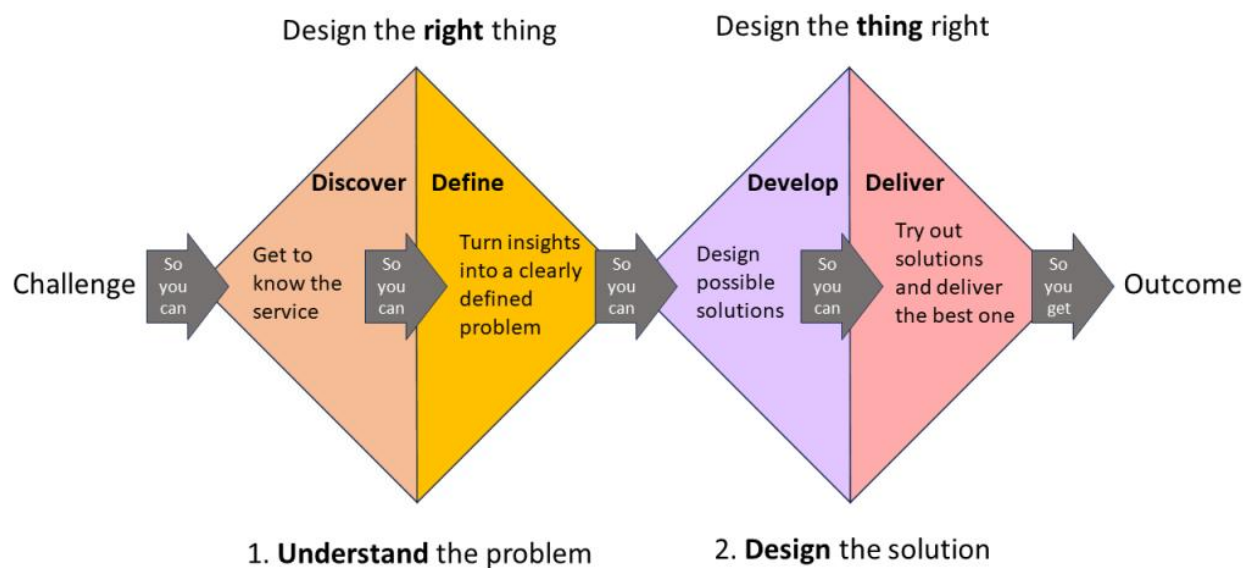 Design the right thing
Design the thing right
Discover
Define
Develop
Deliver
Challenge
So
you
can
Get to
know the
service
So
you
can
Turn insights
into a clearly
defined
problem
So
you
can
Design
possible
solutions
So
you
can
Try out
solutions
and deliver
the best one
So
you
get
Outcome
1. Understand the problem
2. Design the solution